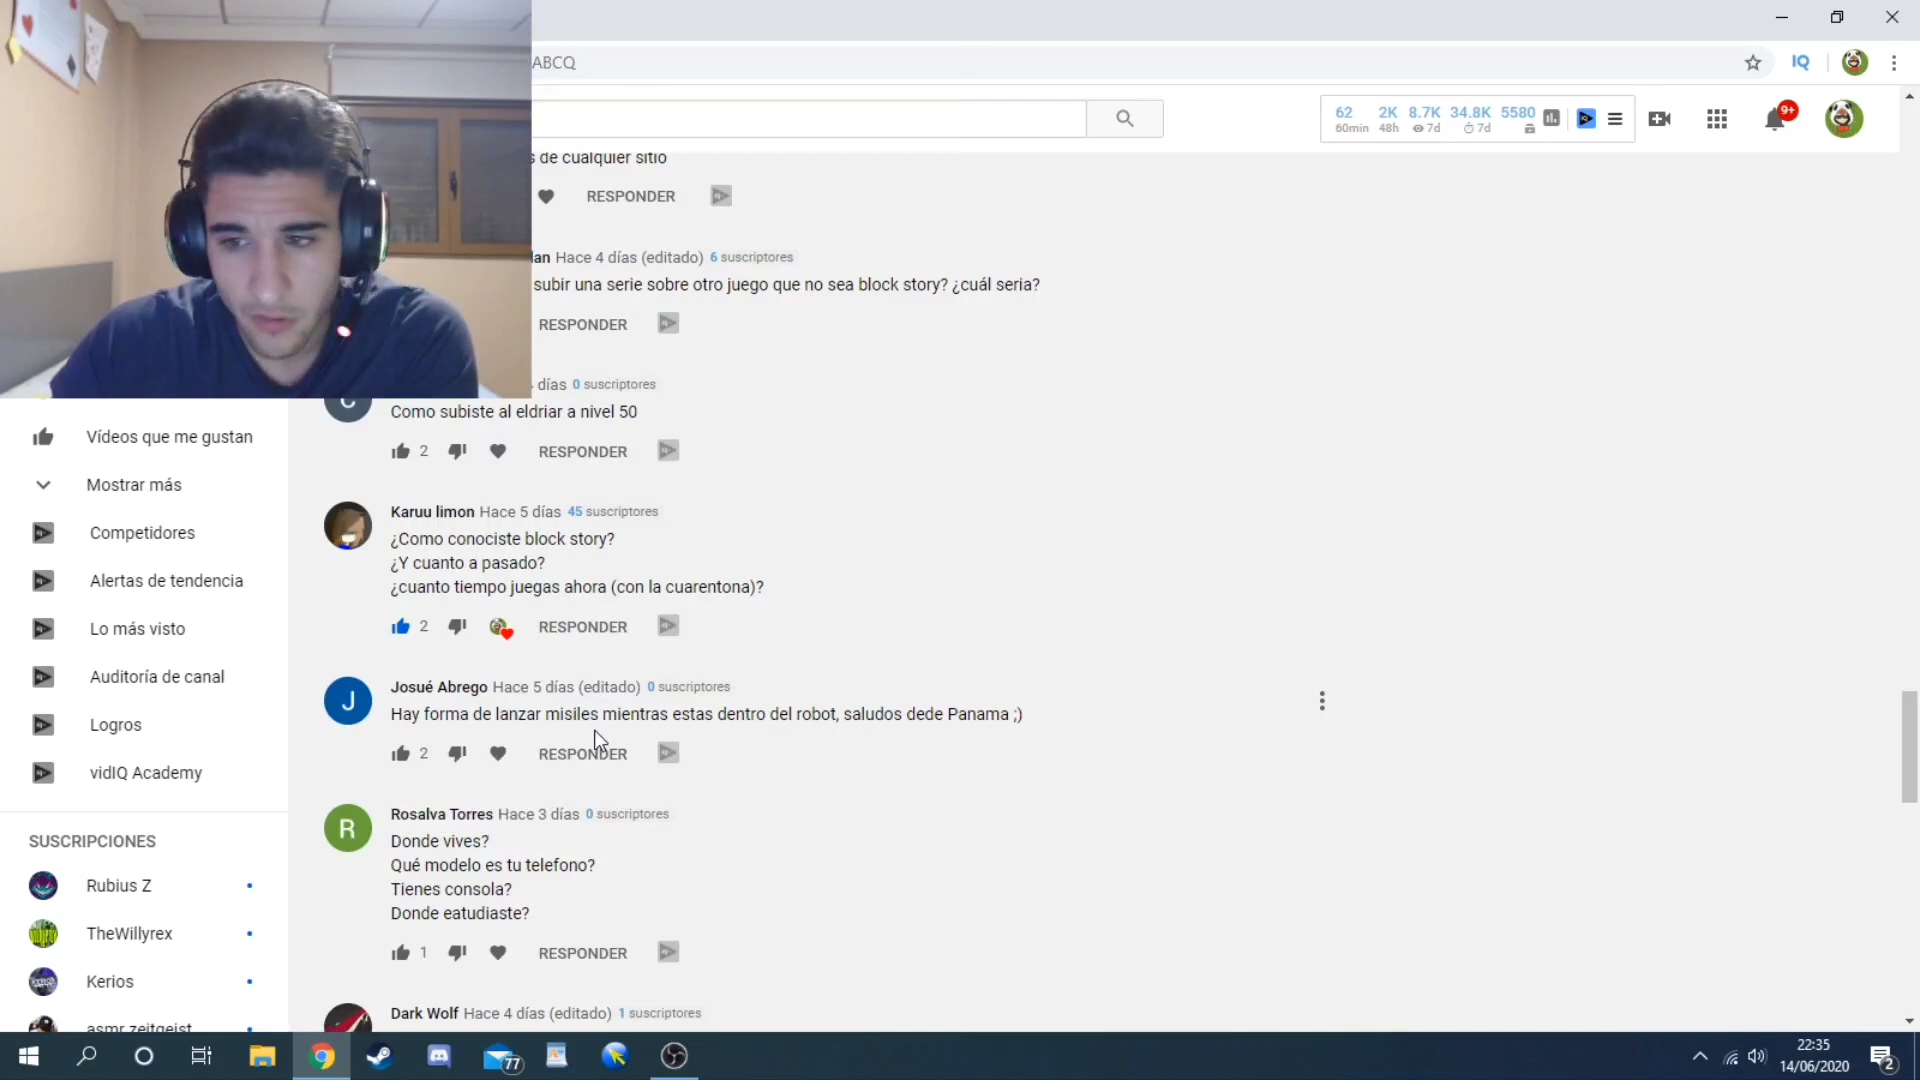 ABCQ
62 2K 8.7K 34.8K 5580
60min 48h 7d 7d
9+
s de cualquier sitio
RESPONDER
lan Hace 4 días (editado) 6 suscriptores
subir una serie sobre otro juego que no sea block story? ¿cuál seria?
RESPONDER
días 0 suscriptores
Como subiste al eldriar a nivel 50
2 RESPONDER
Karuu limon Hace 5 días 45 suscriptores
¿Como conociste block story?
¿Y cuanto a pasado?
¿cuanto tiempo juegas ahora (con la cuarentona)?
2 RESPONDER
J
Josué Abrego Hace 5 días (editado) 0 suscriptores
Hay forma de lanzar misiles mientras estas dentro del robot, saludos dede Panama ;)
2 RESPONDER
R
Rosalva Torres Hace 3 días 0 suscriptores
Donde vives?
Qué modelo es tu telefono?
Tienes consola?
Donde eatudiaste?
1 RESPONDER
Dark Wolf Hace 4 días (editado) 1 suscriptores
Vídeos que me gustan
Mostrar más
Competidores
Alertas de tendencia
Lo más visto
Auditoría de canal
Logros
vidIQ Academy
SUSCRIPCIONES
Rubius Z
TheWillyrex
Kerios
asmr zeitgeist
77
22:35
14/06/2020
2